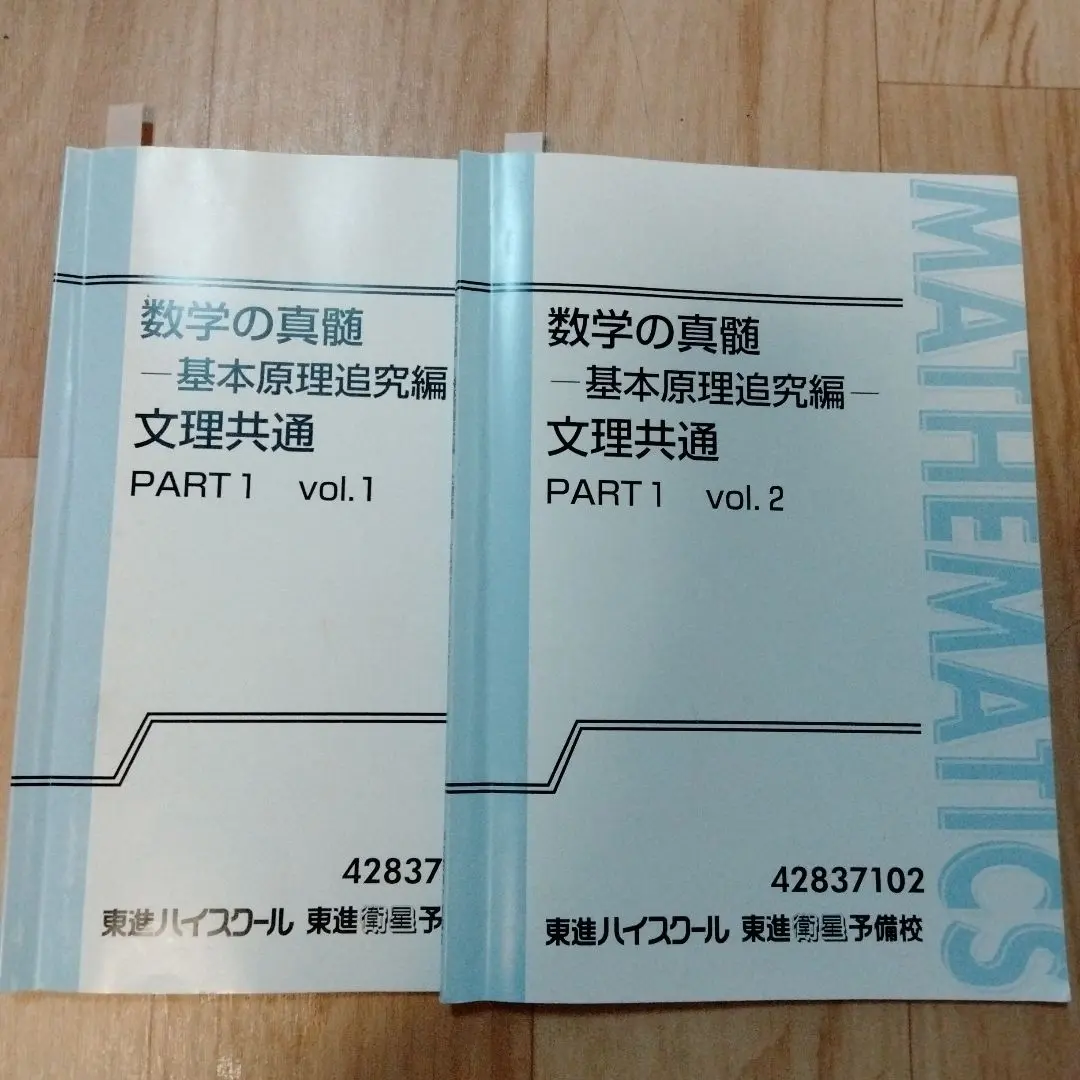 数学の真髄
―基本原理追究編
文理共通
PART 1 vol.1
42837
東進ハイスクール 東進衛星予
数学の真髄
―基本原理追究編―
文理共通
PART 1 vol. 2
42837102
東進ハイスクール 東進衛星予備校
MATHEMATICS